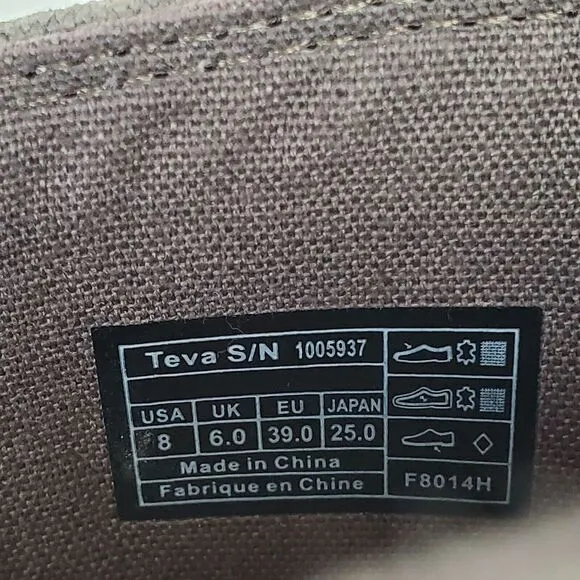 Teva S/N 1005937
USA UK EU JAPAN
8 6.0 39.0 25.0
Made in China
Fabrique en Chine
F8014H